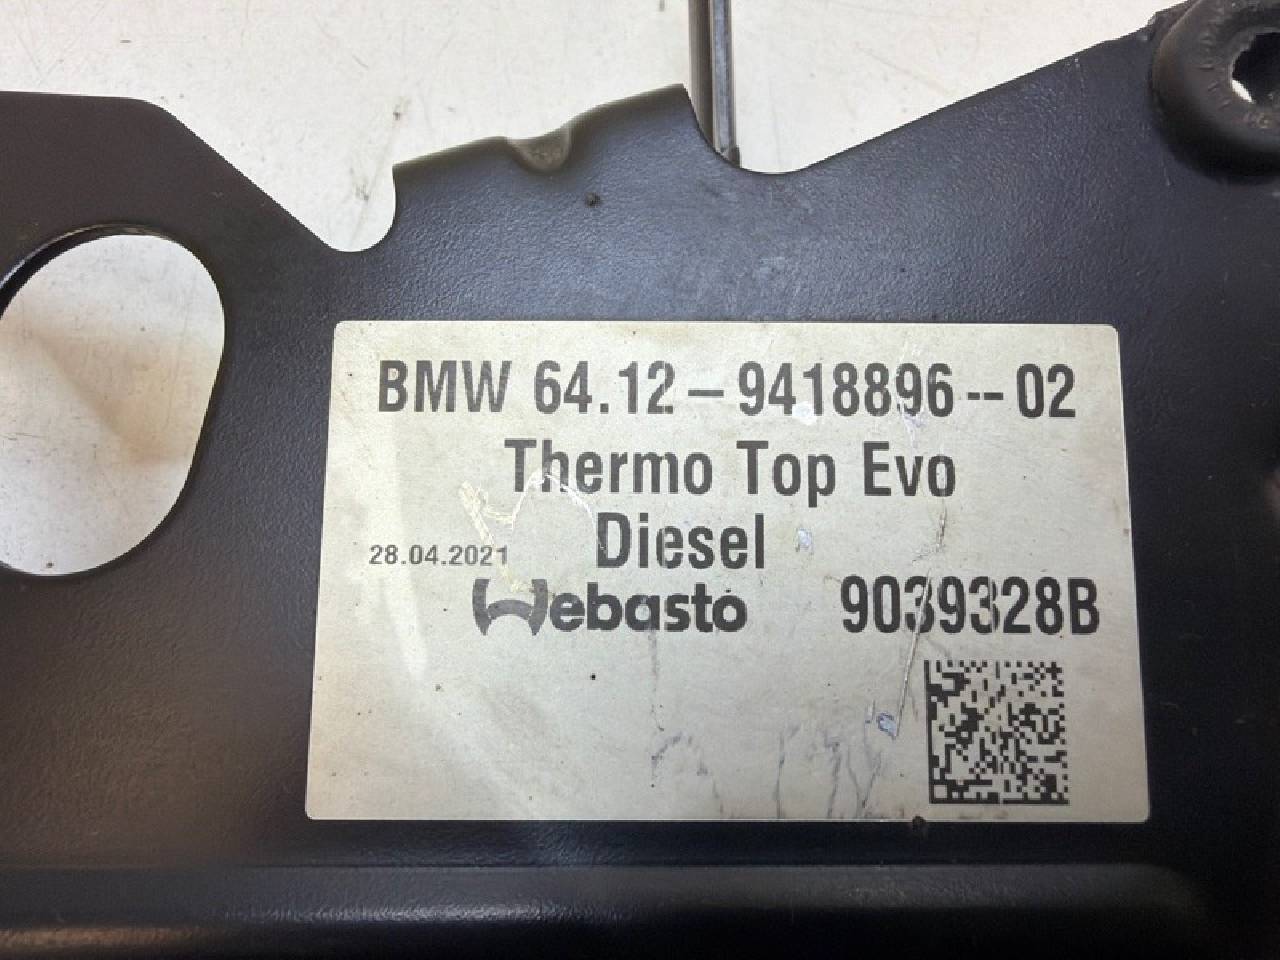 BMW 64.12-9418896--02
Thermo Top Evo
Diesel
28.04.2021
Webasto 9039328B